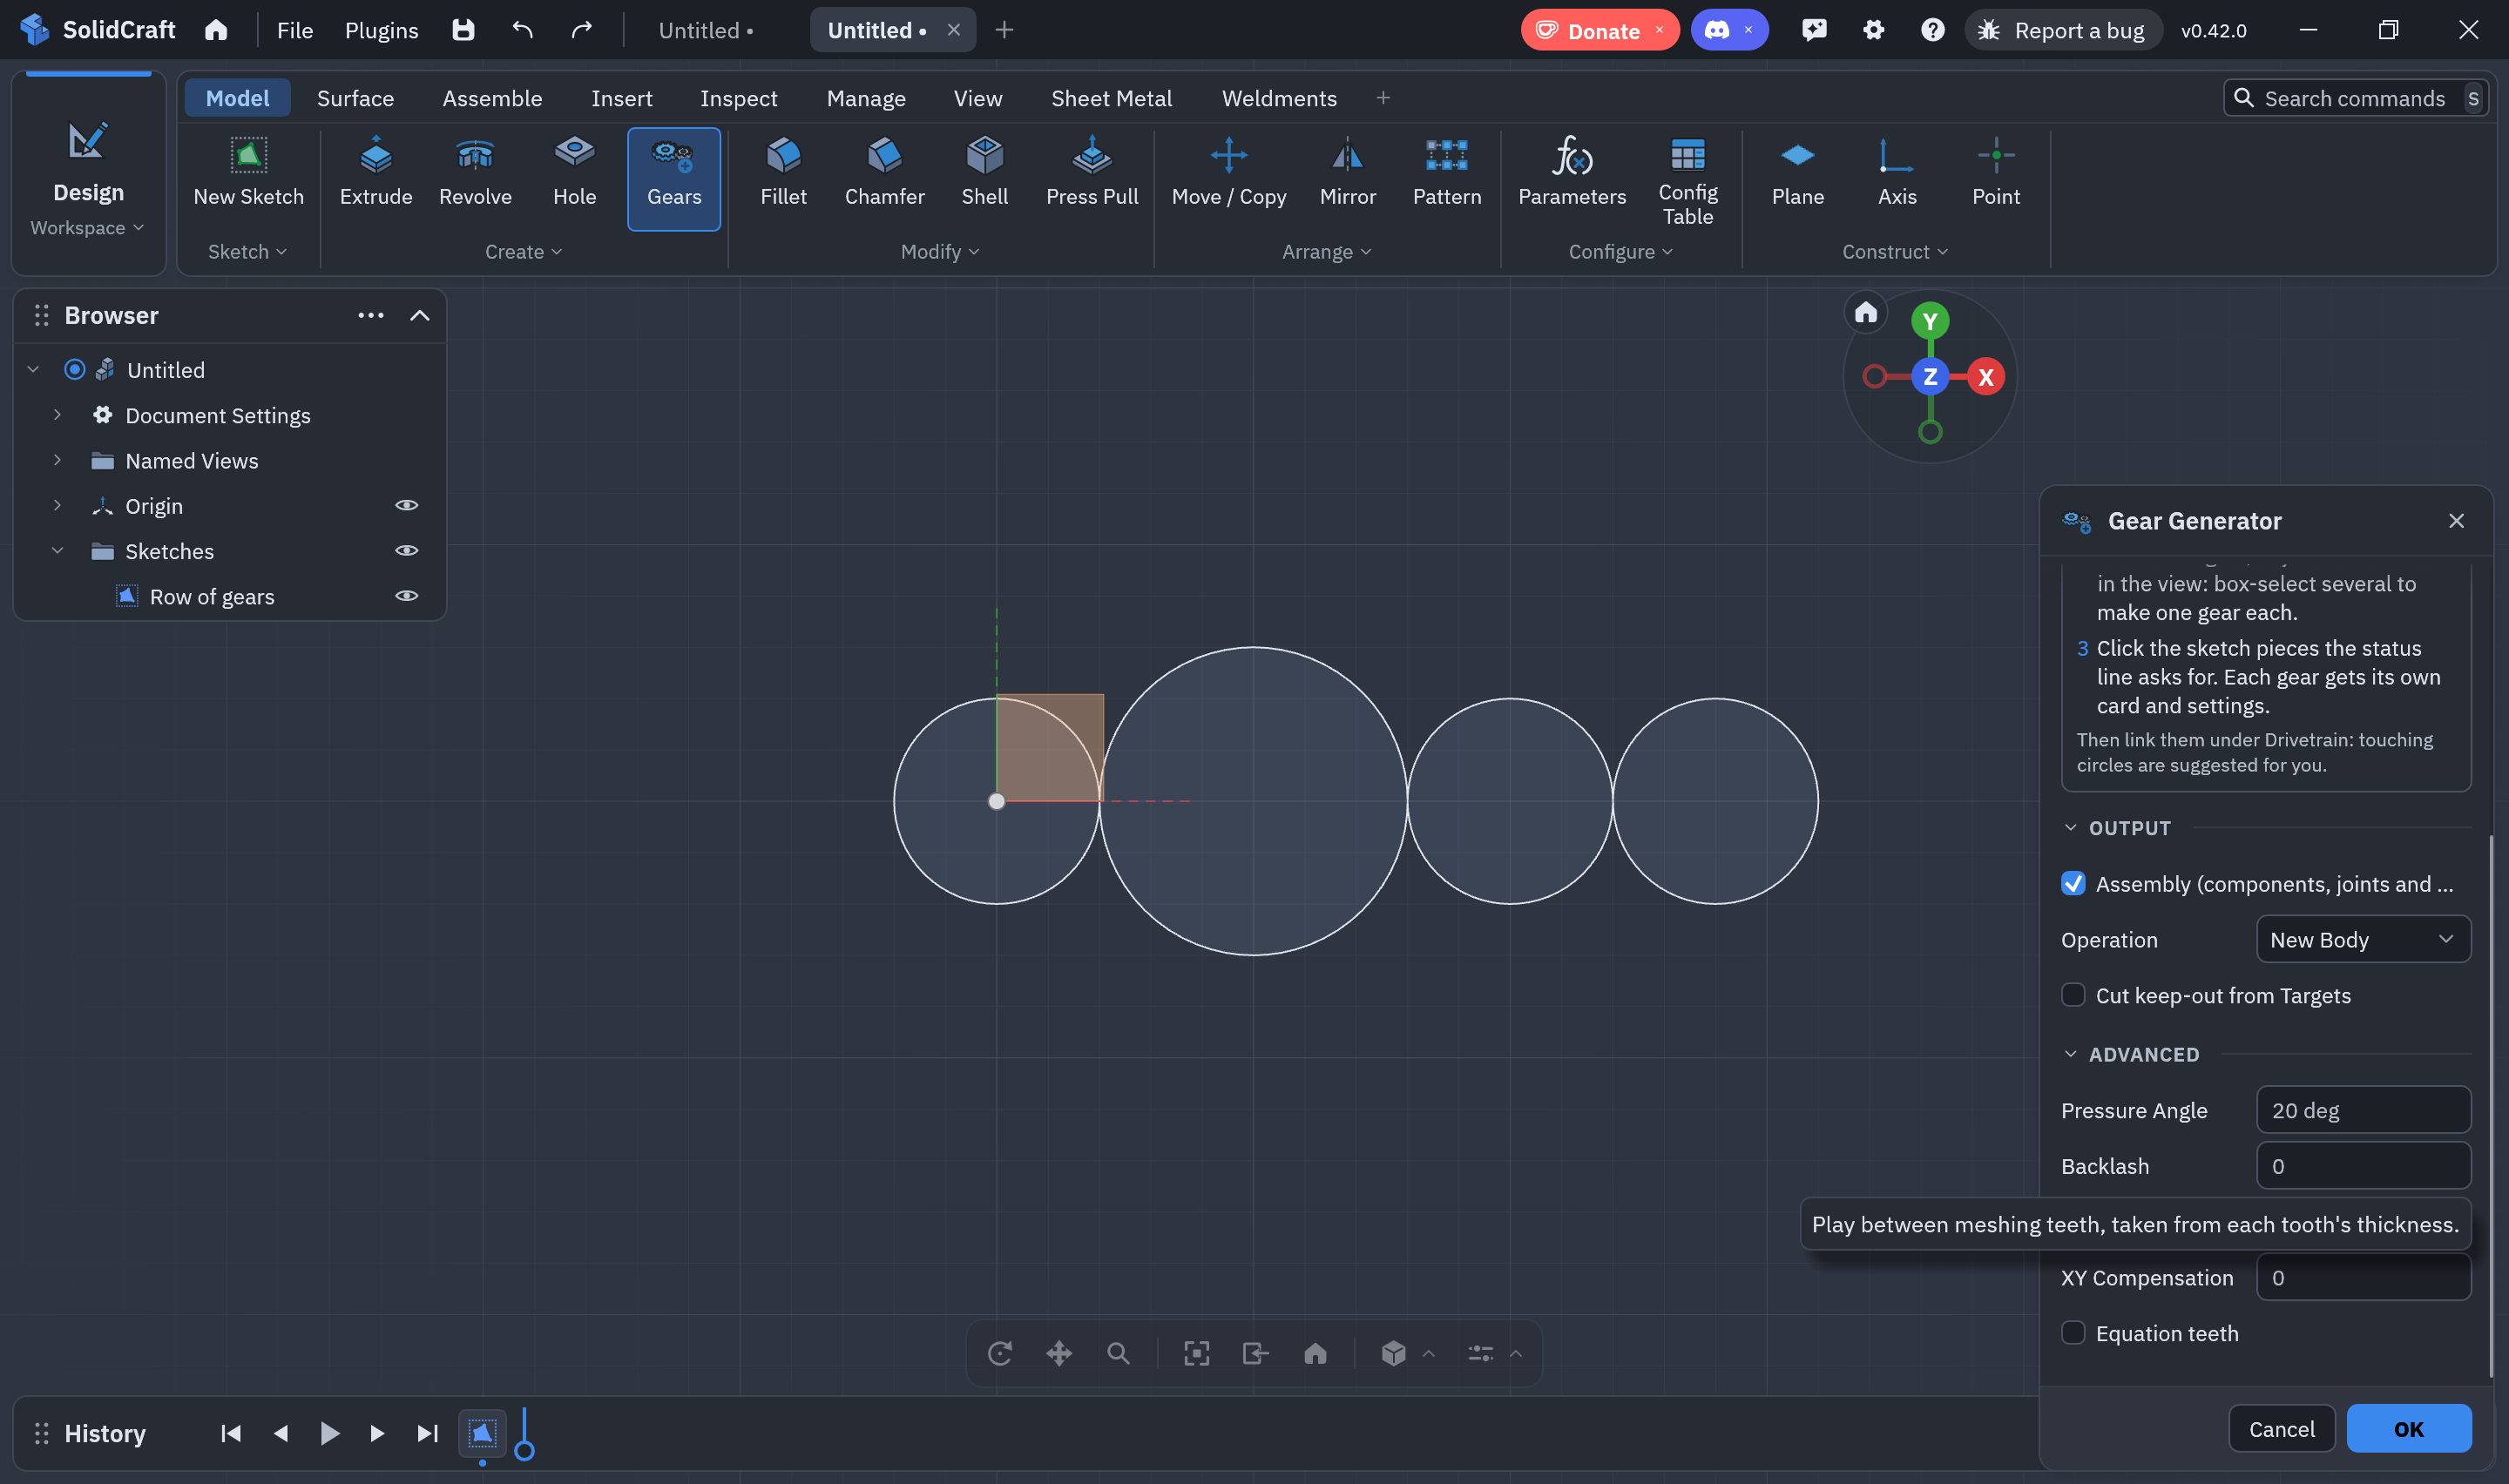 SolidCraft
File
Plugins
Untitled •
Untitled •
Donate
Report a bug
v0.42.0
Design
Workspace
Model
Surface
Assemble
Insert
Inspect
Manage
View
Sheet Metal
Weldments
Search commands
S
New Sketch
Extrude
Revolve
Hole
Gears
Fillet
Chamfer
Shell
Press Pull
Move / Copy
Mirror
Pattern
Parameters
Config
Table
Plane
Axis
Point
Sketch
Create
Modify
Arrange
Configure
Construct
Browser
Untitled
Document Settings
Named Views
Origin
Sketches
Row of gears
Y
Z
X
Gear Generator
in the view: box-select several to
make one gear each.
3 Click the sketch pieces the status
line asks for. Each gear gets its own
card and settings.
Then link them under Drivetrain: touching
circles are suggested for you.
OUTPUT
Assembly (components, joints and ...
Operation
New Body
Cut keep-out from Targets
ADVANCED
Pressure Angle
20 deg
Backlash
0
Play between meshing teeth, taken from each tooth's thickness.
XY Compensation
0
Equation teeth
Cancel
OK
History